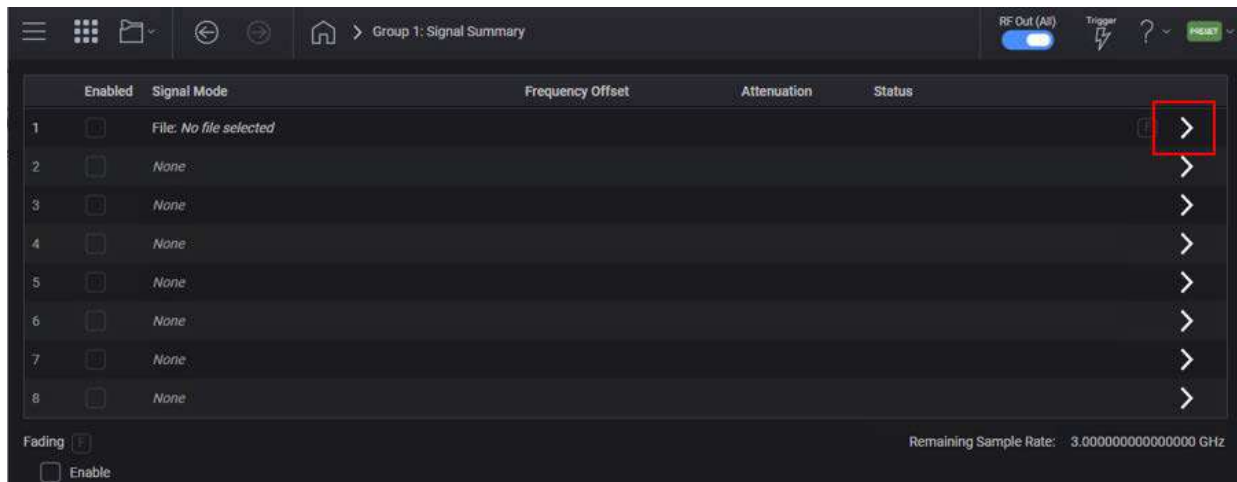 Group 1: Signal Summary
RF Out (All)
Trigger
?
PRESET
Enabled Signal Mode Frequency Offset Attenuation Status
1 File: No file selected F
2 None
3 None
4 None
5 None
6 None
7 None
8 None
Fading F
Remaining Sample Rate: 3.000000000000000 GHz
Enable